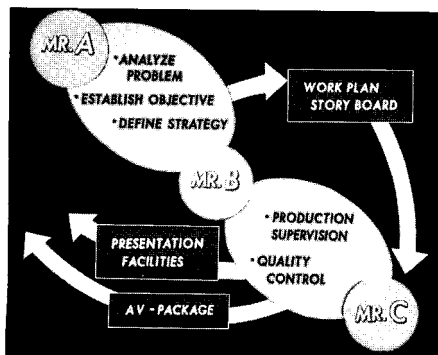 MR. A
• ANALYZE
PROBLEM
• ESTABLISH OBJECTIVE
• DEFINE STRATEGY
WORK PLAN
STORY BOARD
MR. B
• PRODUCTION
SUPERVISION
• QUALITY
CONTROL
PRESENTATION
FACILITIES
AV - PACKAGE
MR. C